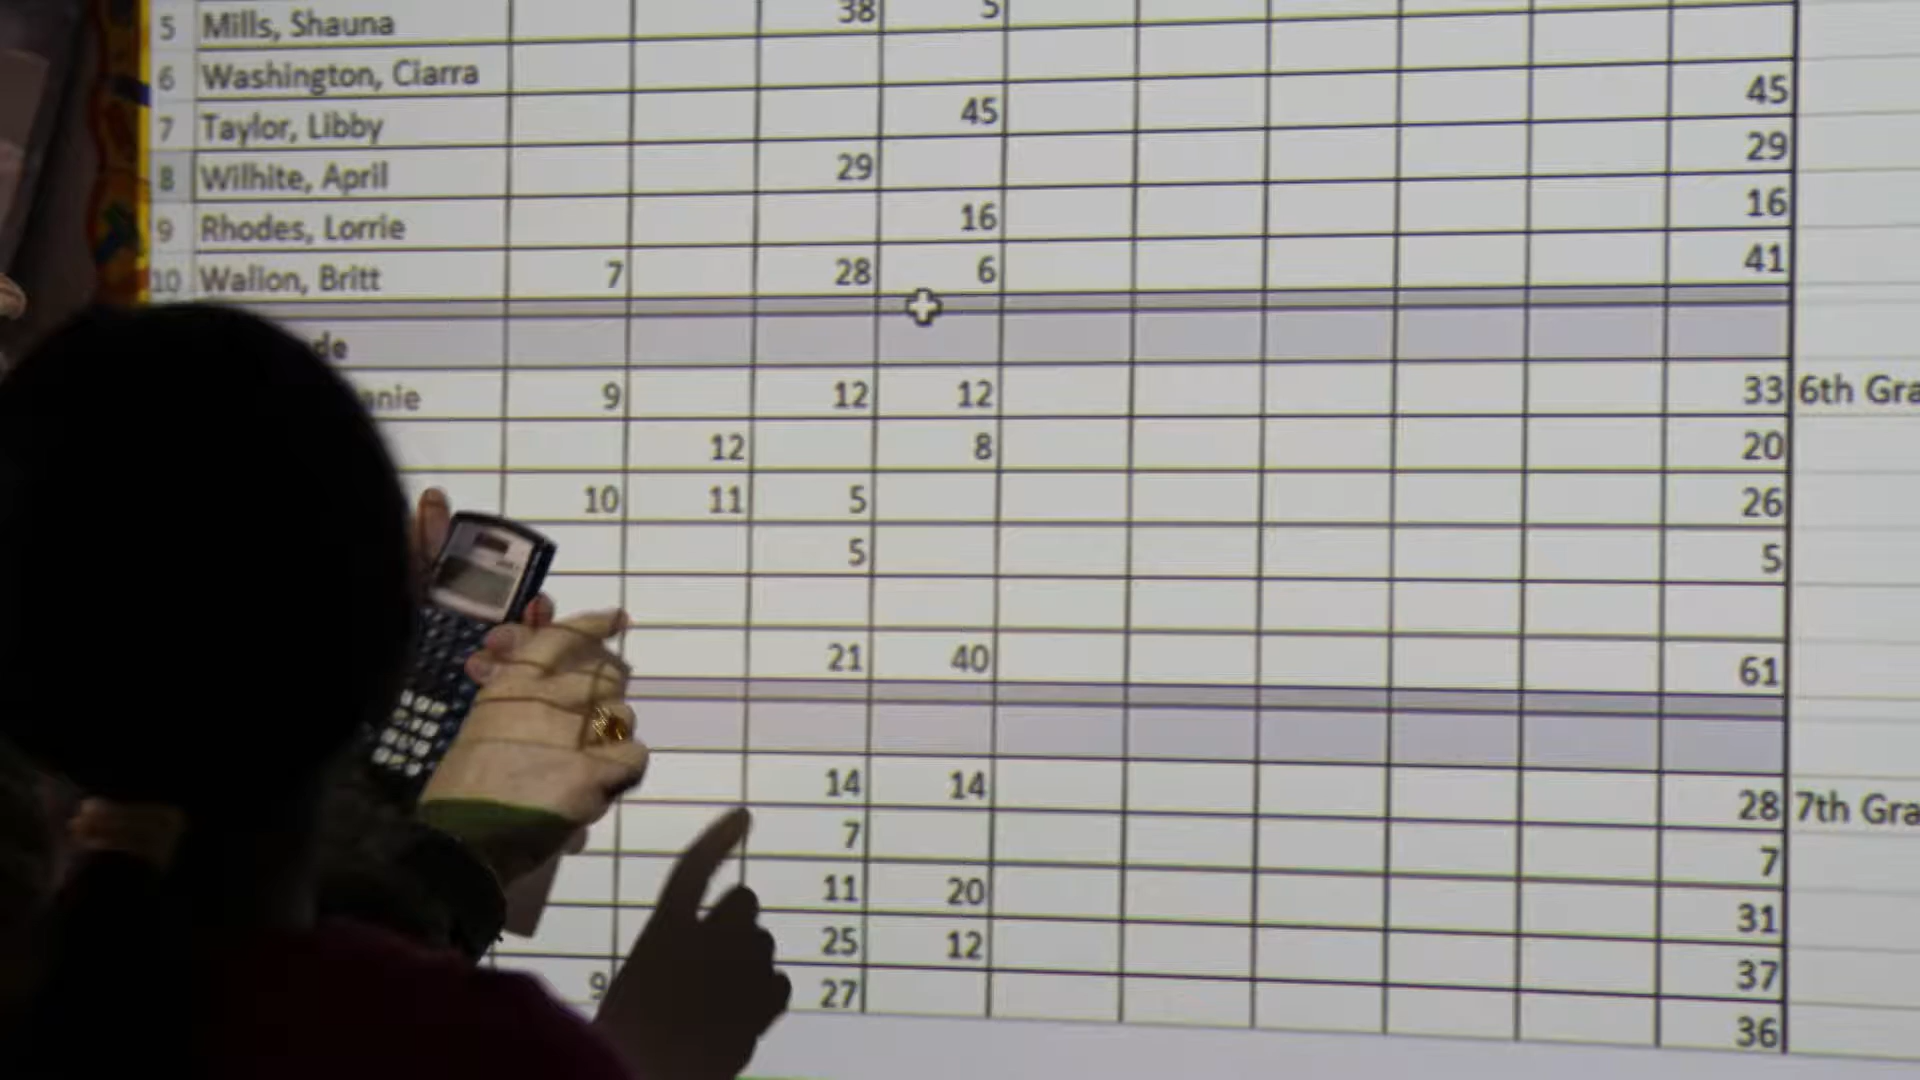 5 Mills, Shauna 38 5
6 Washington, Ciarra
7 Taylor, Libby 45 45
8 Wilhite, April 29 29
9 Rhodes, Lorrie 16 16
10 Wallon, Britt 7 28 6 41
de
anie 9 12 12 33 6th Gra
12 8 20
10 11 5 26
5 5
21 40 61
14 14 28 7th Gra
7 7
11 20 31
25 12 37
9 27 36